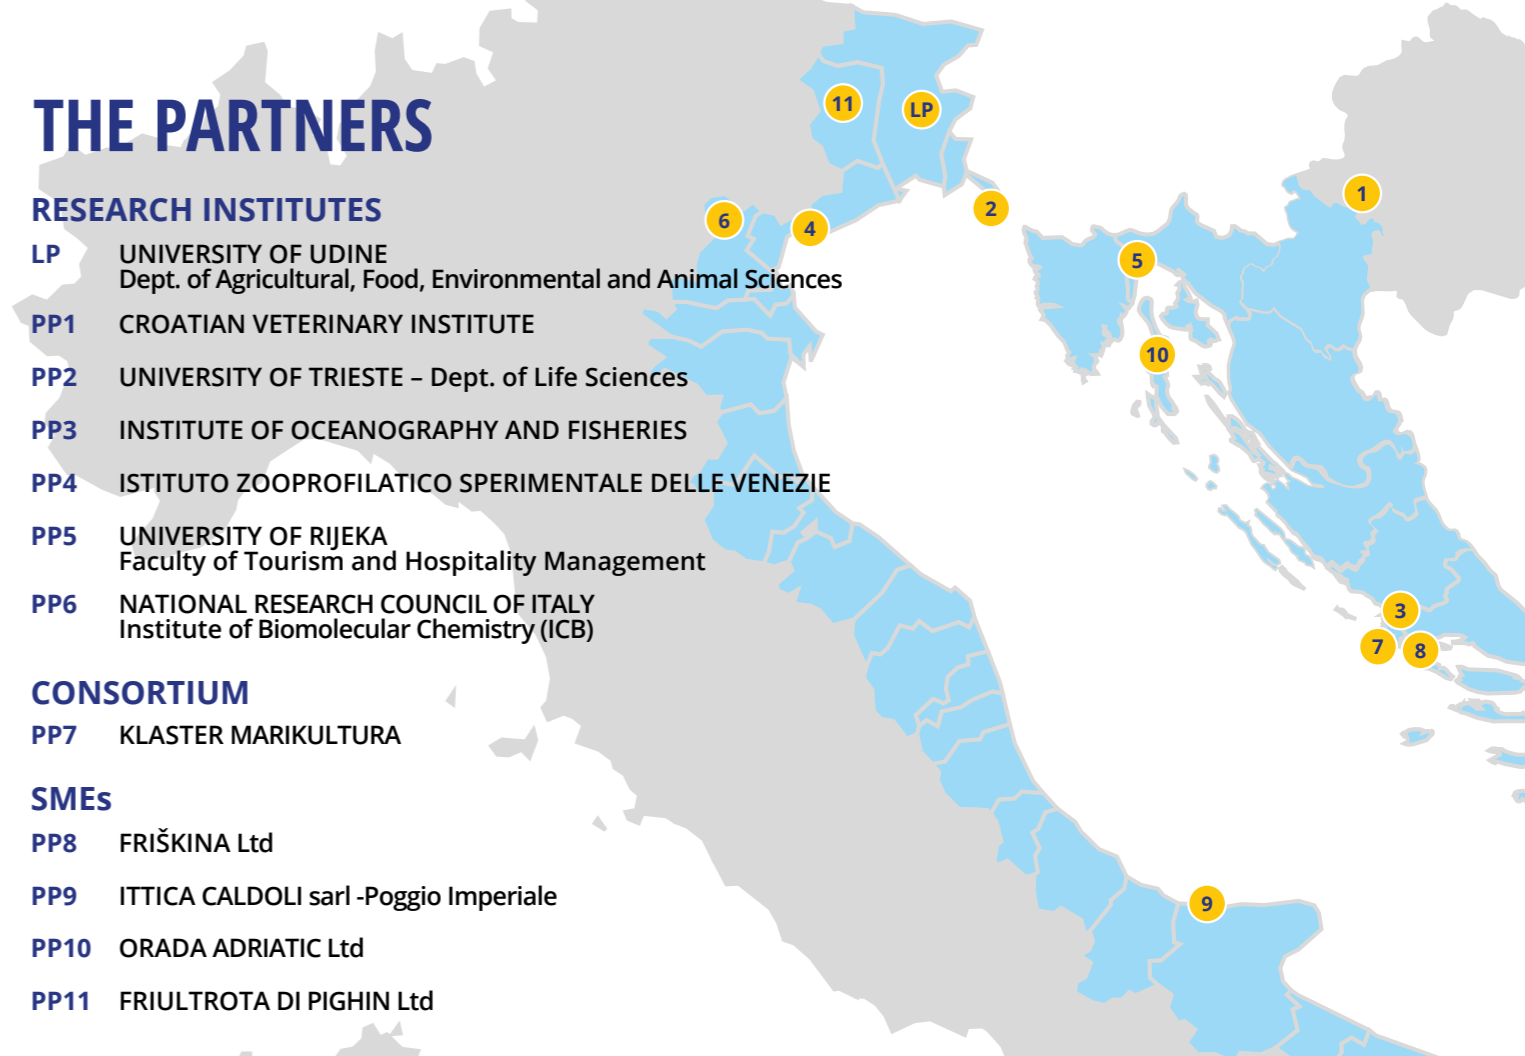 THE PARTNERS
RESEARCH INSTITUTES
LP UNIVERSITY OF UDINE
Dept. of Agricultural, Food, Environmental and Animal Sciences
PP1 CROATIAN VETERINARY INSTITUTE
PP2 UNIVERSITY OF TRIESTE – Dept. of Life Sciences
PP3 INSTITUTE OF OCEANOGRAPHY AND FISHERIES
PP4 ISTITUTO ZOOPROFILATICO SPERIMENTALE DELLE VENEZIE
PP5 UNIVERSITY OF RIJEKA
Faculty of Tourism and Hospitality Management
PP6 NATIONAL RESEARCH COUNCIL OF ITALY
Institute of Biomolecular Chemistry (ICB)
CONSORTIUM
PP7 KLASTER MARIKULTURA
SMEs
PP8 FRIŠKINA Ltd
PP9 ITTICA CALDOLI sarl -Poggio Imperiale
PP10 ORADA ADRIATIC Ltd
PP11 FRIULTROTA DI PIGHIN Ltd
11
LP
1
2
6
4
5
10
3
7
8
9